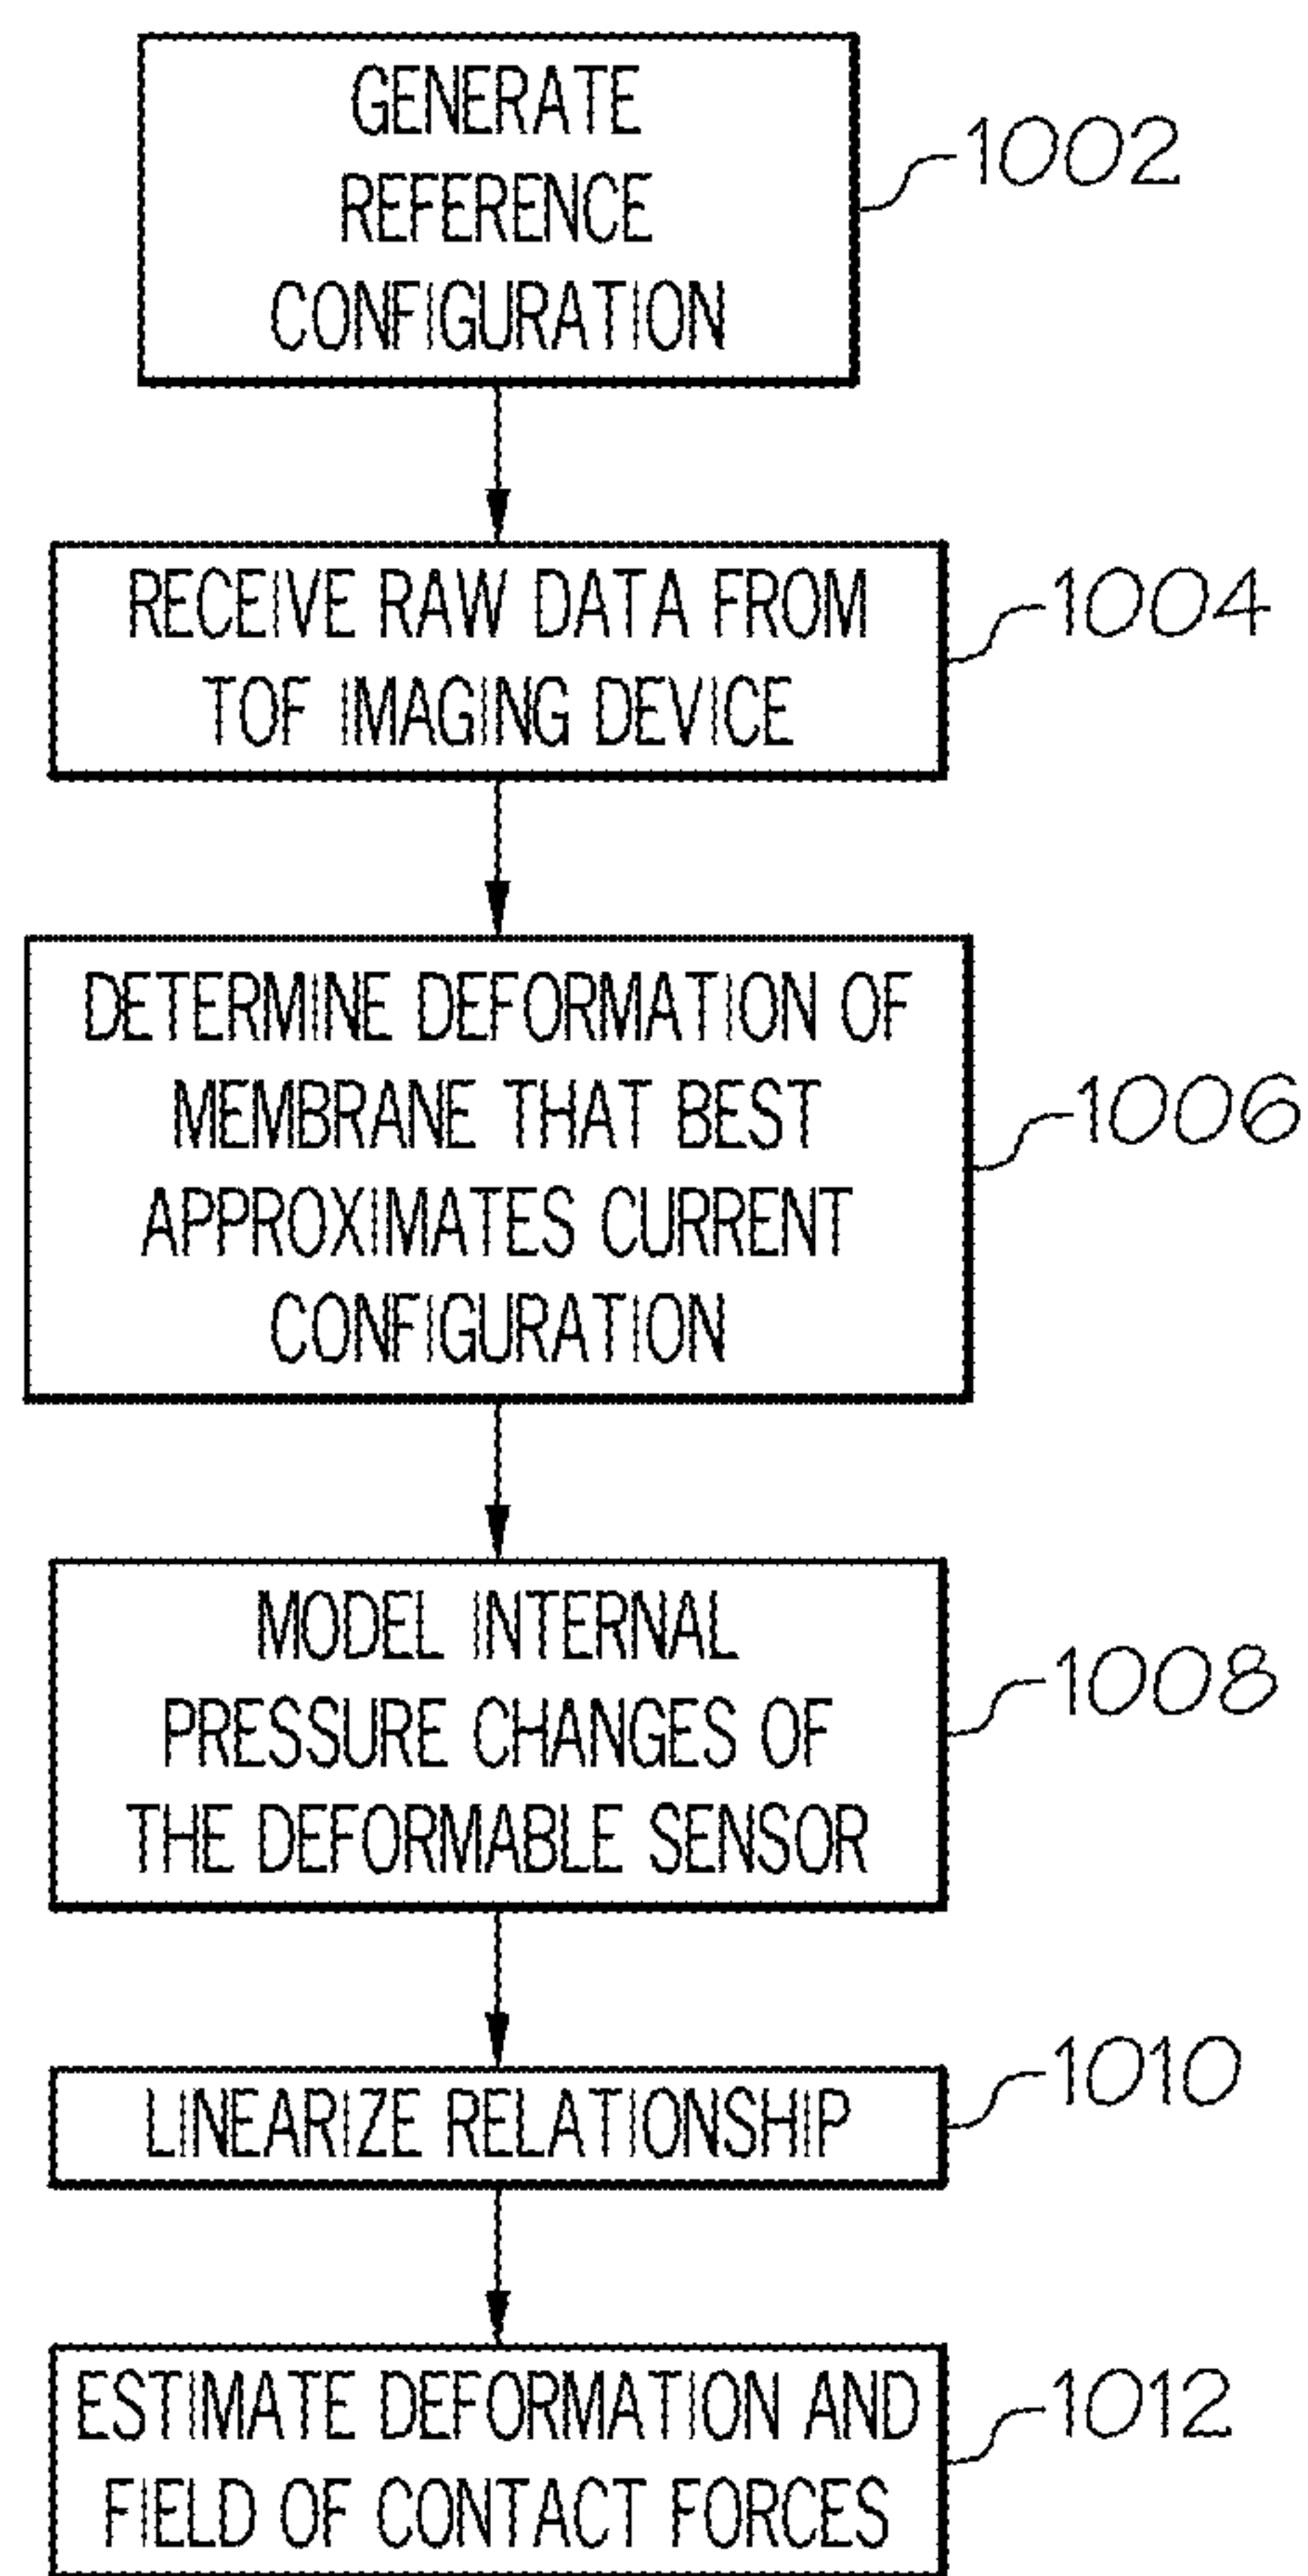 GENERATE
REFERENCE
CONFIGURATION
1002
RECEIVE RAW DATA FROM
TOF IMAGING DEVICE
1004
DETERMINE DEFORMATION OF
MEMBRANE THAT BEST
APPROXIMATES CURRENT
CONFIGURATION
1006
MODEL INTERNAL
PRESSURE CHANGES OF
THE DEFORMABLE SENSOR
1008
LINEARIZE RELATIONSHIP
1010
ESTIMATE DEFORMATION AND
FIELD OF CONTACT FORCES
1012